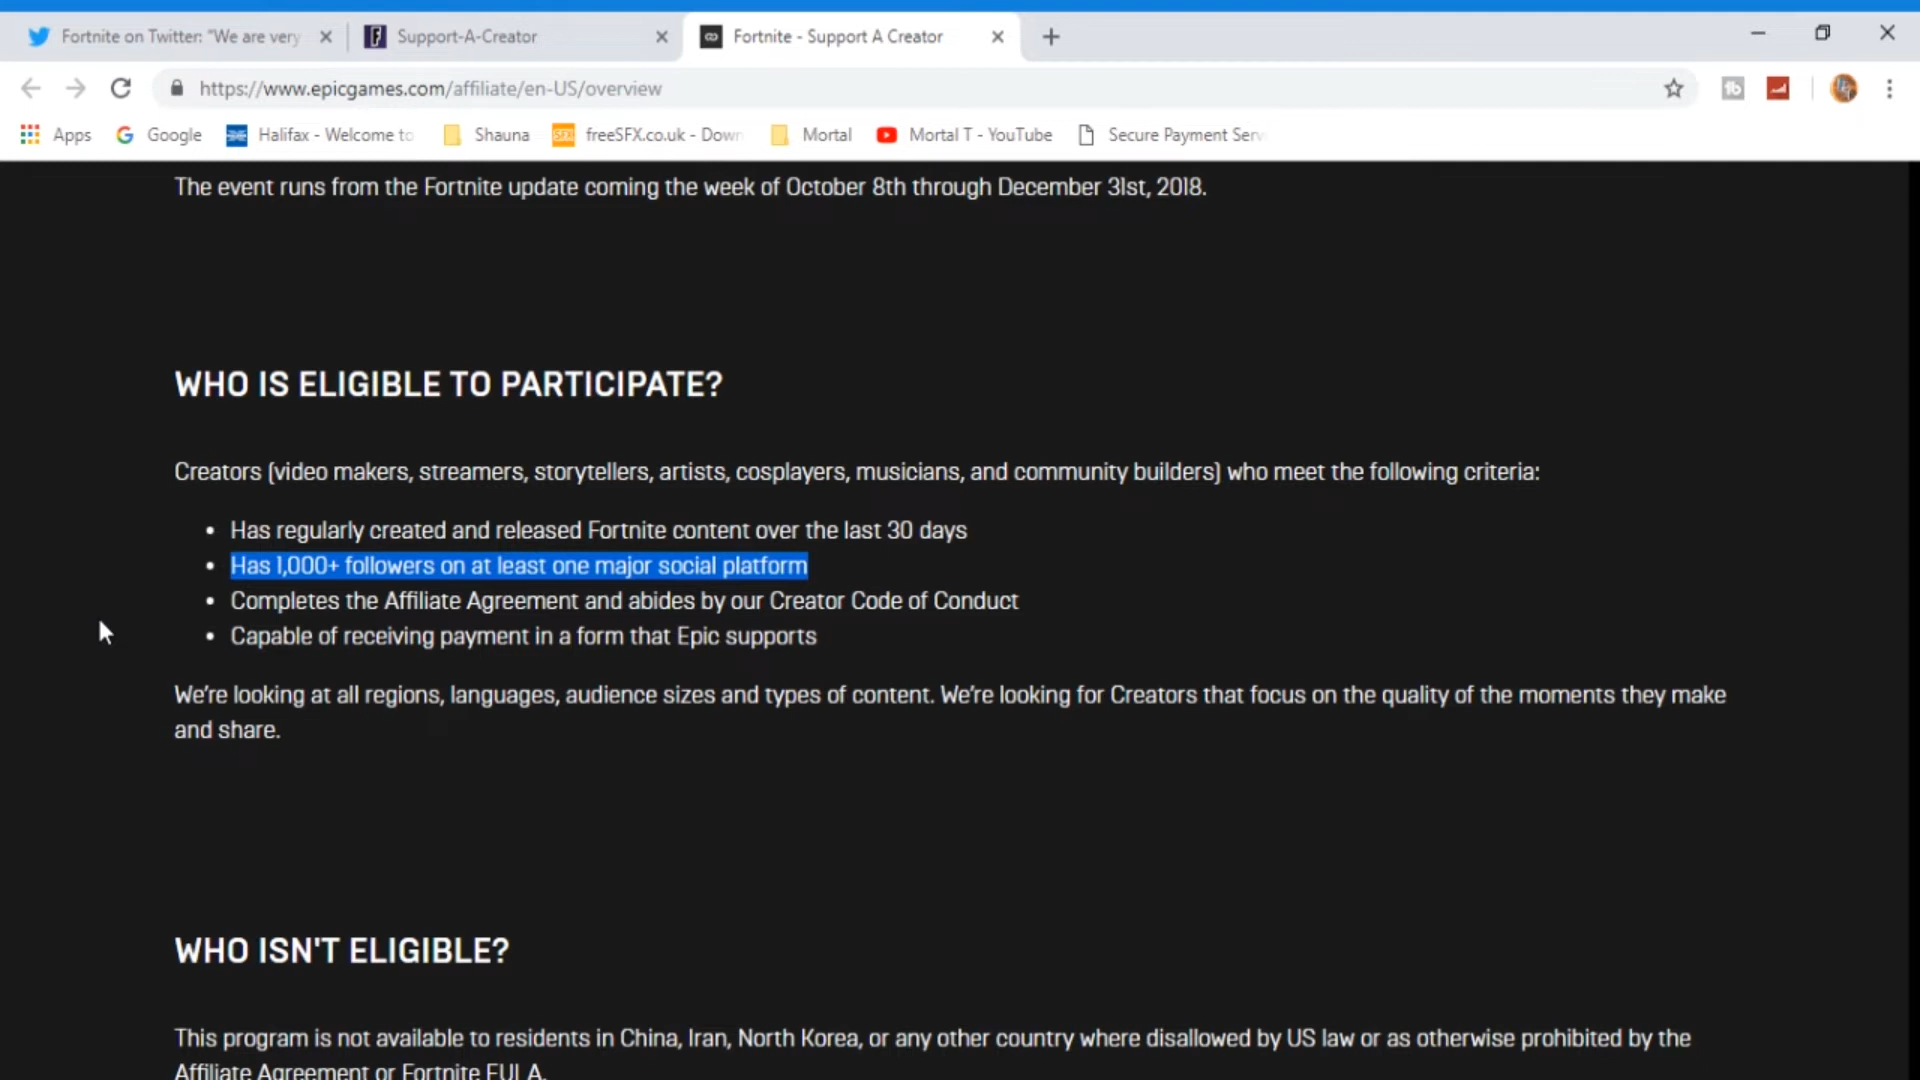 Fortnite on Twitter: "We are very
Support-A-Creator
Fortnite - Support A Creator
https://www.epicgames.com/affiliate/en-US/overview
Apps
Google
Halifax - Welcome to
Shauna
freeSFX.co.uk - Down
Mortal
Mortal T - YouTube
Secure Payment Serv
The event runs from the Fortnite update coming the week of October 8th through December 31st, 2018.
WHO IS ELIGIBLE TO PARTICIPATE?
Creators (video makers, streamers, storytellers, artists, cosplayers, musicians, and community builders) who meet the following criteria:
• Has regularly created and released Fortnite content over the last 30 days
• Has 1,000+ followers on at least one major social platform
• Completes the Affiliate Agreement and abides by our Creator Code of Conduct
• Capable of receiving payment in a form that Epic supports
We're looking at all regions, languages, audience sizes and types of content. We're looking for Creators that focus on the quality of the moments they make
and share.
WHO ISN'T ELIGIBLE?
This program is not available to residents in China, Iran, North Korea, or any other country where disallowed by US law or as otherwise prohibited by the
Affiliate Agreement or Fortnite EULA.